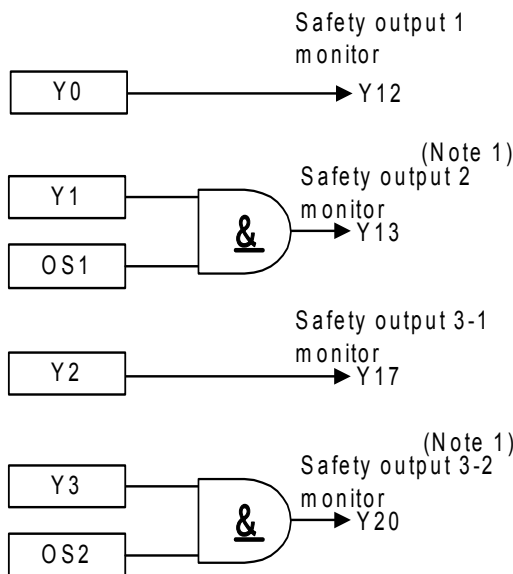 Safety output 1
monitor
Y0
Y12
(Note 1)
Safety output 2
monitor
Y1
&
Y13
OS1
Safety output 3-1
monitor
Y2
Y17
(Note 1)
Safety output 3-2
monitor
Y3
&
Y20
OS2